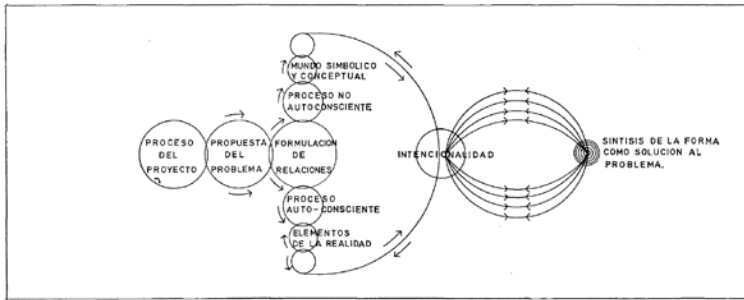 PROCESO
DEL
PROYECTO
PROPUESTA
DEL
PROBLEMA
FORMULACION
DE
RELACIONES
MUNDO SIMBOLICO
Y CONCEPTUAL
PROCESO NO
AUTOCONSCIENTE
PROCESO
AUTO-CONSCIENTE
ELEMENTOS
DE LA REALIDAD
INTENCIONALIDAD
SINTISIS DE LA FORMA
COMO SOLUCION AL
PROBLEMA.